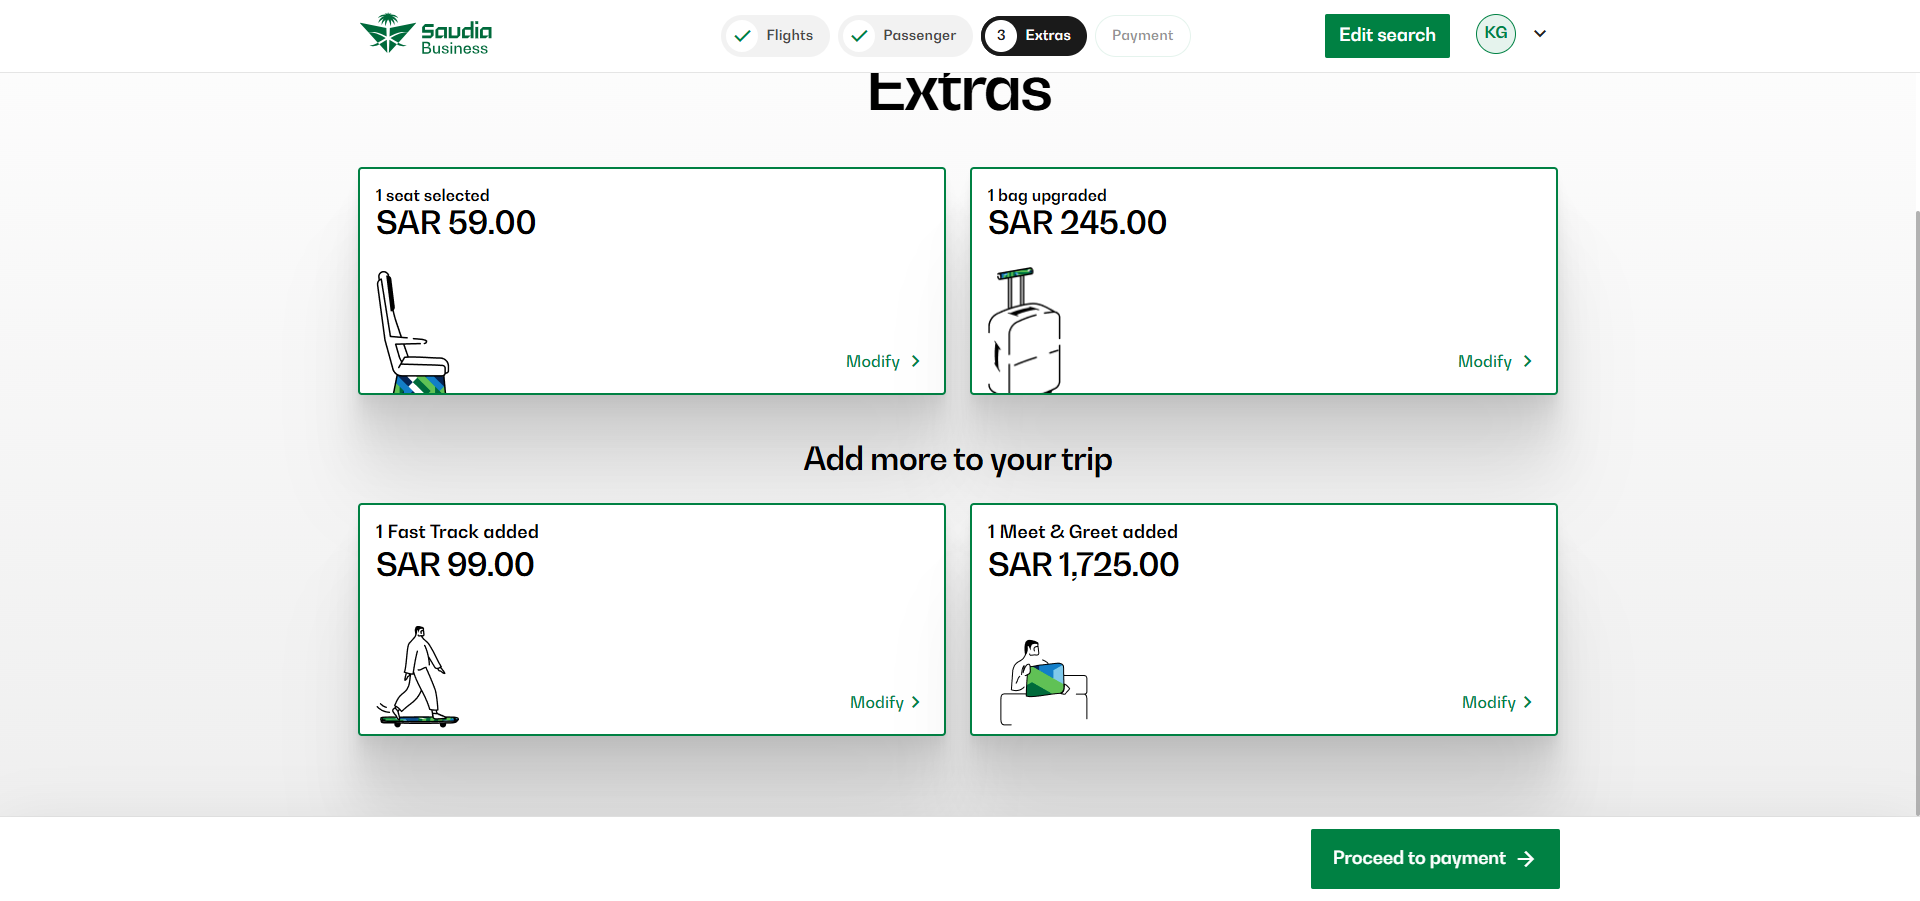 Saudia
Business
Flights
Passenger
3
Extras
Payment
Edit search
KG
Extras
1 seat selected
SAR 59.00
Modify
1 bag upgraded
SAR 245.00
Modify
Add more to your trip
1 Fast Track added
SAR 99.00
Modify
1 Meet & Greet added
SAR 1,725.00
Modify
Proceed to payment